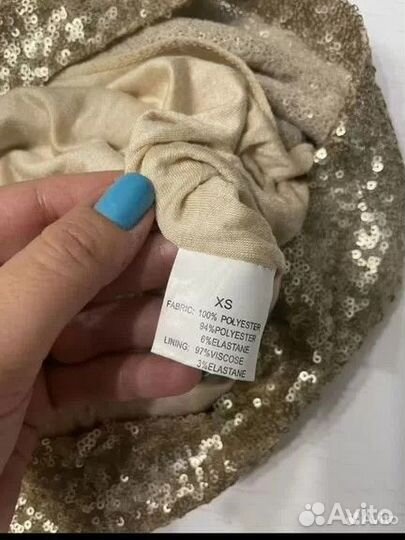 XS
FABRIC: 100% POLYESTER
94%POLYESTER
6%ELASTANE
LINING: 97%VISCOSE
3%ELASTANE
Avito